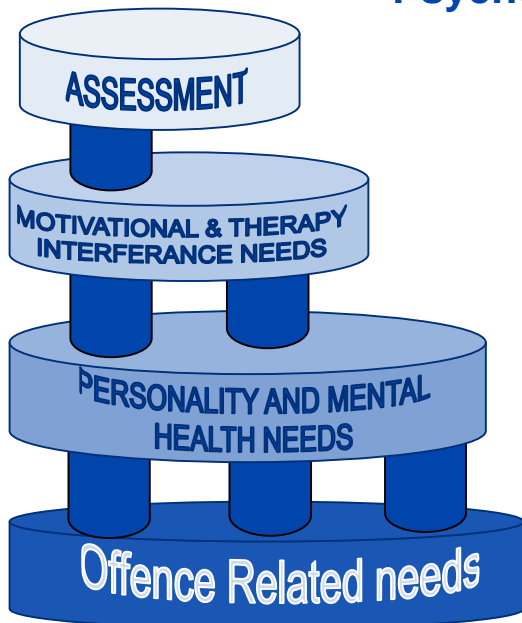 ASSESSMENT
MOTIVATIONAL & THERAPY
INTERFERANCE NEEDS
PERSONALITY AND MENTAL
HEALTH NEEDS
Offence Related needs